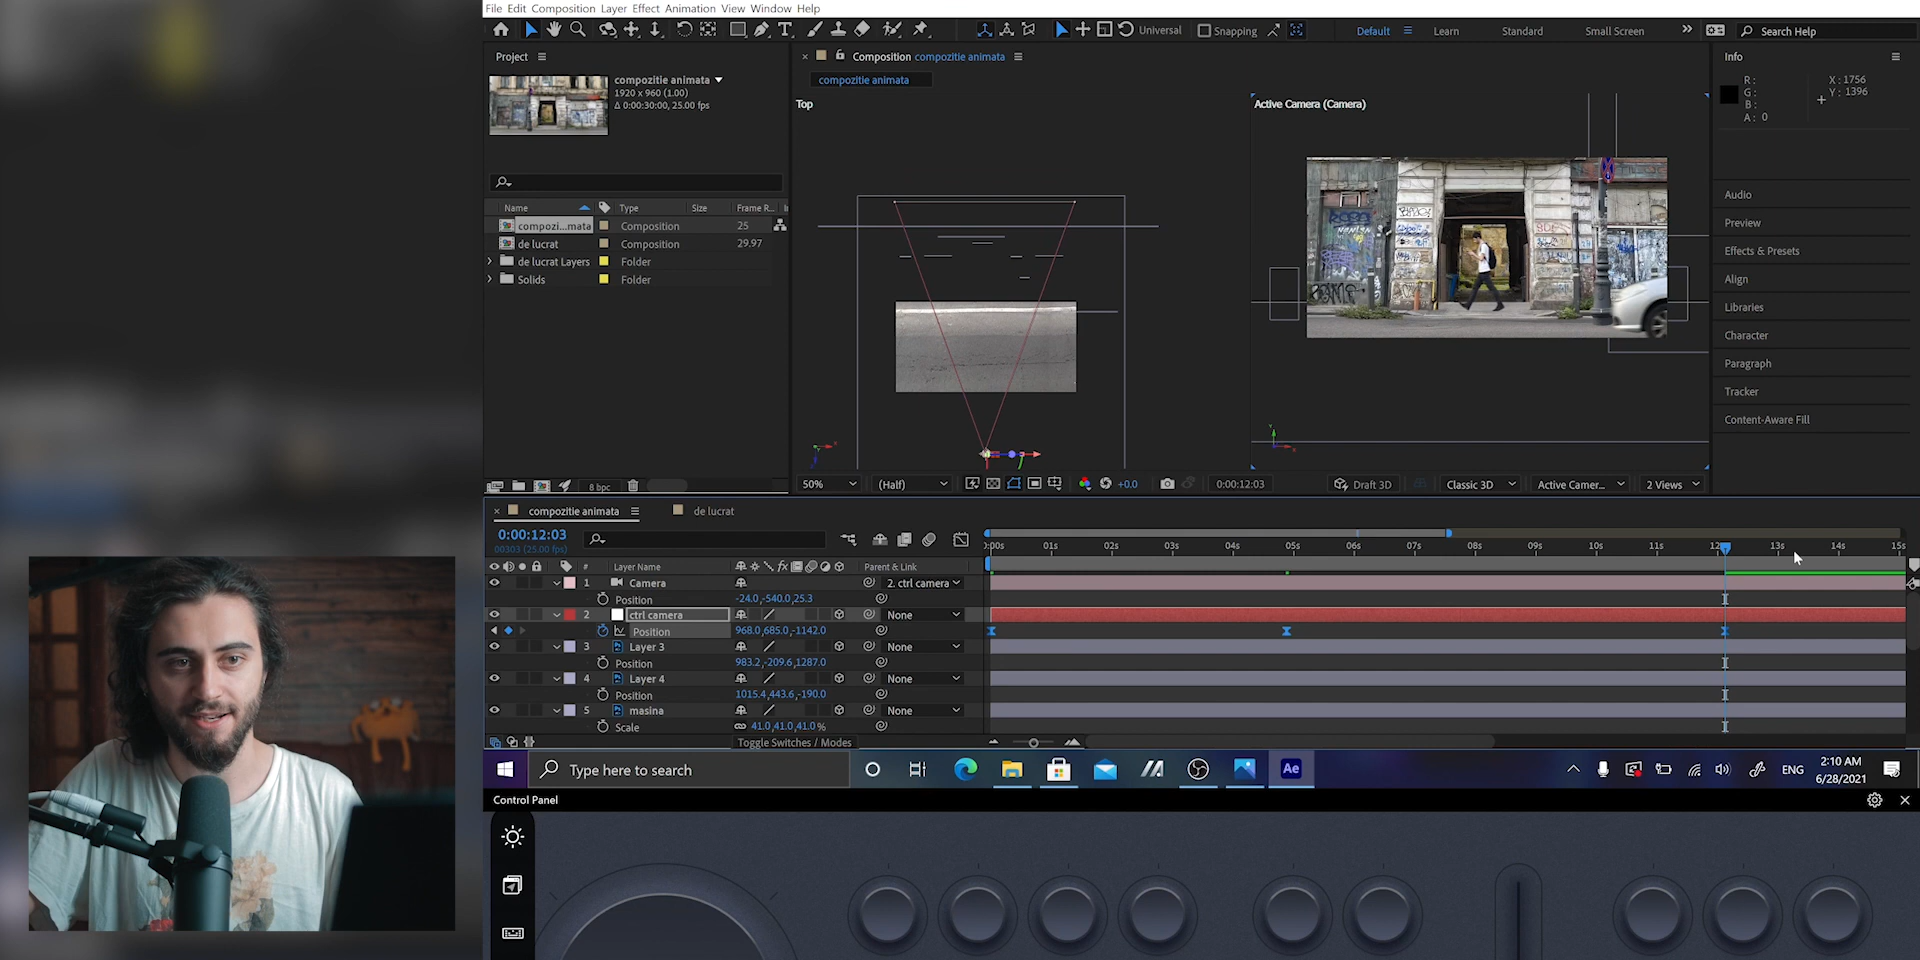 File Edit Composition Layer Effect Animation View Window Help
Universal
Snapping
Default
Learn
Standard
Small Screen
Search Help
Project
compozitie animata
1920 x 960 (1.00)
Δ 0:00:30:00, 25.00 fps
Name Type Size Frame R...
compozi...mata Composition 25
de lucrat Composition 29.97
de lucrat Layers Folder
Solids Folder
8 bpc
Composition compozitie animata
compozitie animata
Top
Active Camera (Camera)
50%
(Half)
+0.0
0:00:12:03
Draft 3D
Classic 3D
Active Camer...
2 Views
Info
R :
G :
B :
A : 0
X : 1756
Y : 1396
Audio
Preview
Effects & Presets
Align
Libraries
Character
Paragraph
Tracker
Content-Aware Fill
compozitie animata
de lucrat
0:00:12:03
00303 (25.00 fps)
):00s 01s 02s 03s 04s 05s 06s 07s 08s 09s 10s 11s 12s 13s 14s 15s
# Layer Name Parent & Link
1 Camera 2. ctrl camera
Position -24.0,-540.0,25.3
2 ctrl camera None
Position 968.0,685.0,-1142.0
3 Layer 3 None
Position 983.2,-209.6,1287.0
4 Layer 4 None
Position 1015.4,443.6,-190.0
5 masina None
Scale 41.0,41.0,41.0%
Toggle Switches / Modes
Type here to search
Ae
ENG
2:10 AM
6/28/2021
Control Panel